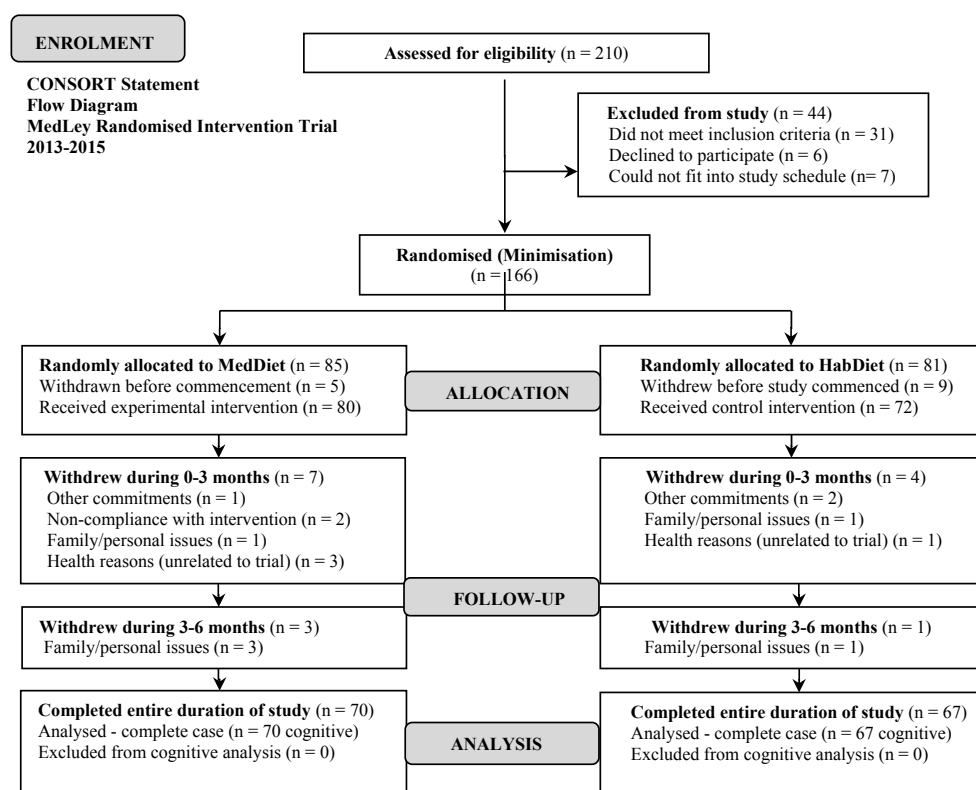 ENROLMENT
CONSORT Statement
Flow Diagram
MedLey Randomised Intervention Trial
2013-2015
Assessed for eligibility (n = 210)
Excluded from study (n = 44)
Did not meet inclusion criteria (n = 31)
Declined to participate (n = 6)
Could not fit into study schedule (n= 7)
Randomised (Minimisation)
(n = 166)
Randomly allocated to MedDiet (n = 85)
Withdrawn before commencement (n = 5)
Received experimental intervention (n = 80)
ALLOCATION
Randomly allocated to HabDiet (n = 81)
Withdrew before study commenced (n = 9)
Received control intervention (n = 72)
Withdrew during 0-3 months (n = 7)
Other commitments (n = 1)
Non-compliance with intervention (n = 2)
Family/personal issues (n = 1)
Health reasons (unrelated to trial) (n = 3)
Withdrew during 0-3 months (n = 4)
Other commitments (n = 2)
Family/personal issues (n = 1)
Health reasons (unrelated to trial) (n = 1)
FOLLOW-UP
Withdrew during 3-6 months (n = 3)
Family/personal issues (n = 3)
Withdrew during 3-6 months (n = 1)
Family/personal issues (n = 1)
Completed entire duration of study (n = 70)
Analysed - complete case (n = 70 cognitive)
Excluded from cognitive analysis (n = 0)
ANALYSIS
Completed entire duration of study (n = 67)
Analysed - complete case (n = 67 cognitive)
Excluded from cognitive analysis (n = 0)